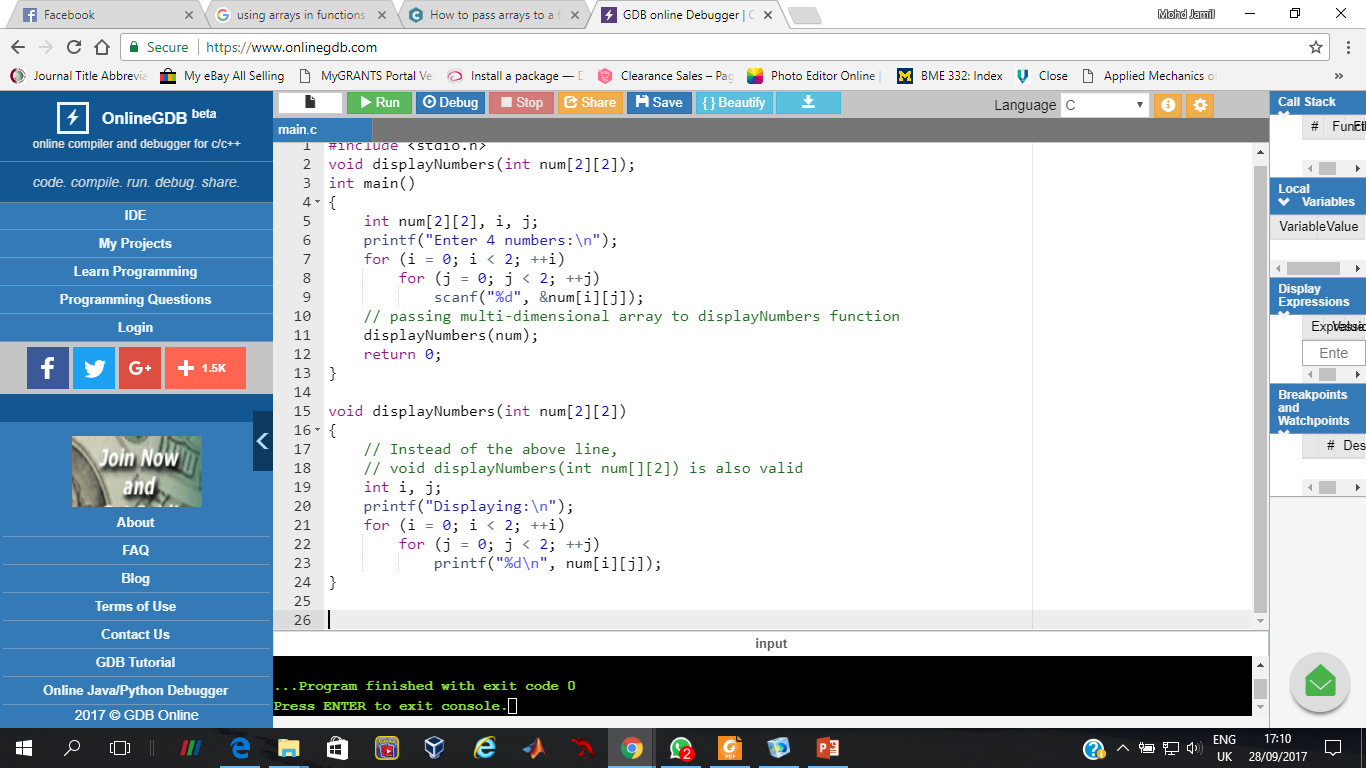 Facebook
using arrays in functions
How to pass arrays to a f
GDB online Debugger | C
Mohd Jamil
Secure
https://www.onlinegdb.com
Journal Title Abbrevia
My eBay All Selling
MyGRANTS Portal Ve
Install a package — D
Clearance Sales – Pag
Photo Editor Online |
BME 332: Index
Close
Applied Mechanics o
»
OnlineGDB beta
online compiler and debugger for c/c++
code. compile. run. debug. share.
IDE
My Projects
Learn Programming
Programming Questions
Login
1.5K
Join Now
and
About
FAQ
Blog
Terms of Use
Contact Us
GDB Tutorial
Online Java/Python Debugger
2017 © GDB Online
Run
Debug
Stop
Share
Save
{ } Beautify
Language C
main.c
1 #include <stdio.h>
2 void displayNumbers(int num[2][2]);
3 int main()
4 {
5     int num[2][2], i, j;
6     printf("Enter 4 numbers:\n");
7     for (i = 0; i < 2; ++i)
8         for (j = 0; j < 2; ++j)
9             scanf("%d", &num[i][j]);
10     // passing multi-dimensional array to displayNumbers function
11     displayNumbers(num);
12     return 0;
13 }
14
15 void displayNumbers(int num[2][2])
16 {
17     // Instead of the above line,
18     // void displayNumbers(int num[][2]) is also valid
19     int i, j;
20     printf("Displaying:\n");
21     for (i = 0; i < 2; ++i)
22         for (j = 0; j < 2; ++j)
23             printf("%d\n", num[i][j]);
24 }
25
26
input
...Program finished with exit code 0
Press ENTER to exit console.
Call Stack
# Funct
Local
Variables
Variable Value
Display
Expressions
Value
Ente
Breakpoints
and
Watchpoints
# Des
2
PDF
ENG
UK
17:10
28/09/2017